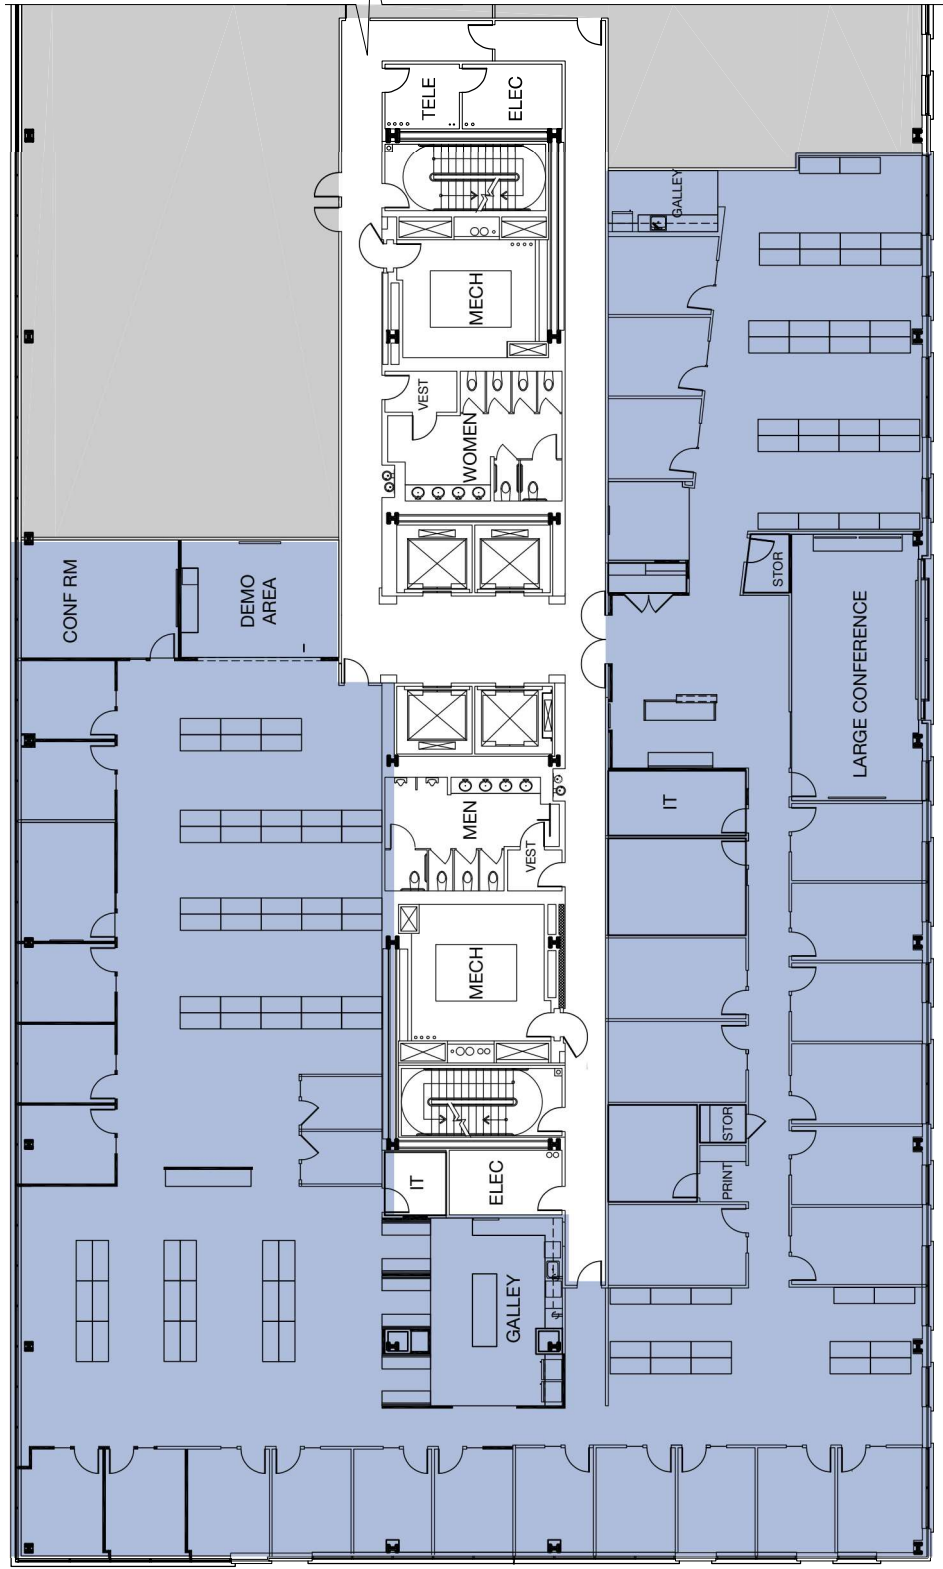 TELE
ELEC
GALLEY
MECH
VEST
WOMEN
STOR
CONF RM
DEMO
AREA
LARGE CONFERENCE
IT
MEN
VEST
MECH
STOR
PRINT
IT
ELEC
GALLEY